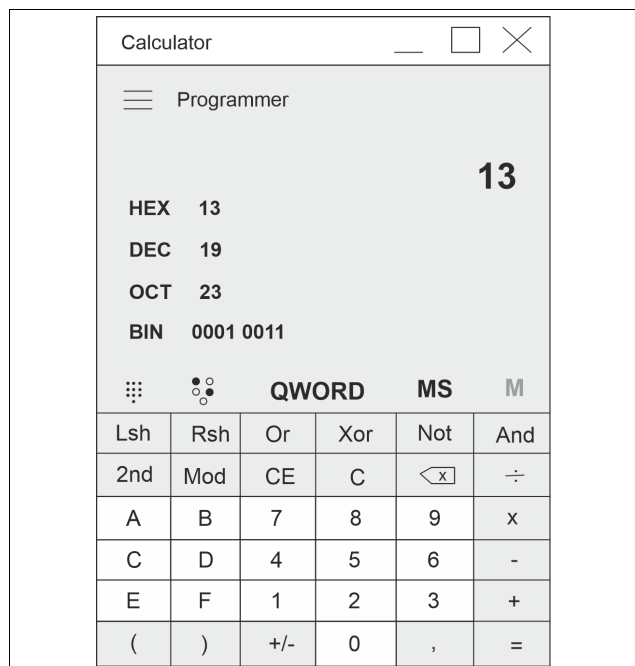 Calculator
Programmer
13
HEX 13
DEC 19
OCT 23
BIN 0001 0011
QWORD MS M
Lsh Rsh Or Xor Not And
2nd Mod CE C x ÷
A B 7 8 9 x
C D 4 5 6 -
E F 1 2 3 +
( ) +/- 0 , =